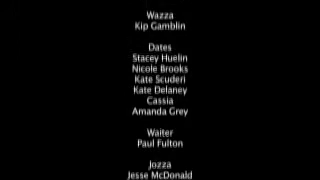 Wazza
Kip Gamblin
Dates
Stacey Huelin
Nicole Brooks
Kate Scuderi
Kate Delaney
Cassia
Amanda Grey
Waiter
Paul Fulton
Jozza
Jesse McDonald